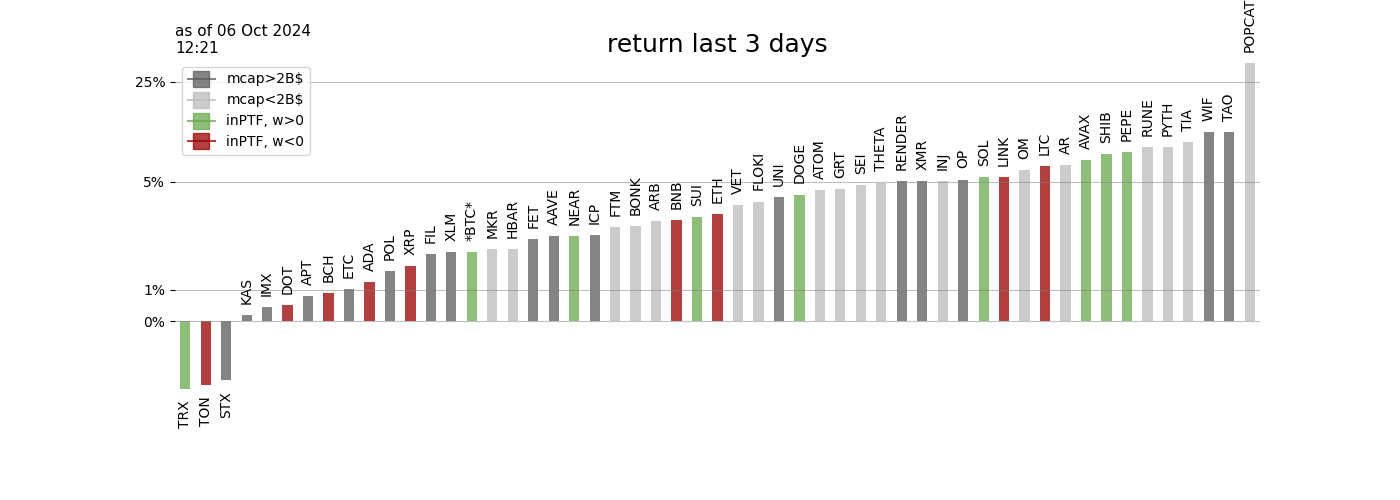 as of 06 Oct 2024
12:21
return last 3 days
mcap>2B$
mcap<2B$
inPTF, w>0
inPTF, w<0
25%
5%
1%
0%
TRX
TON
STX
KAS
IMX
DOT
APT
BCH
ETC
ADA
POL
XRP
FIL
XLM
*BTC*
MKR
HBAR
FET
AAVE
NEAR
ICP
FTM
BONK
ARB
BNB
SUI
ETH
VET
FLOKI
UNI
DOGE
ATOM
GRT
SEI
THETA
RENDER
XMR
INJ
OP
SOL
LINK
OM
LTC
AR
AVAX
SHIB
PEPE
RUNE
PYTH
TIA
WIF
TAO
POPCAT